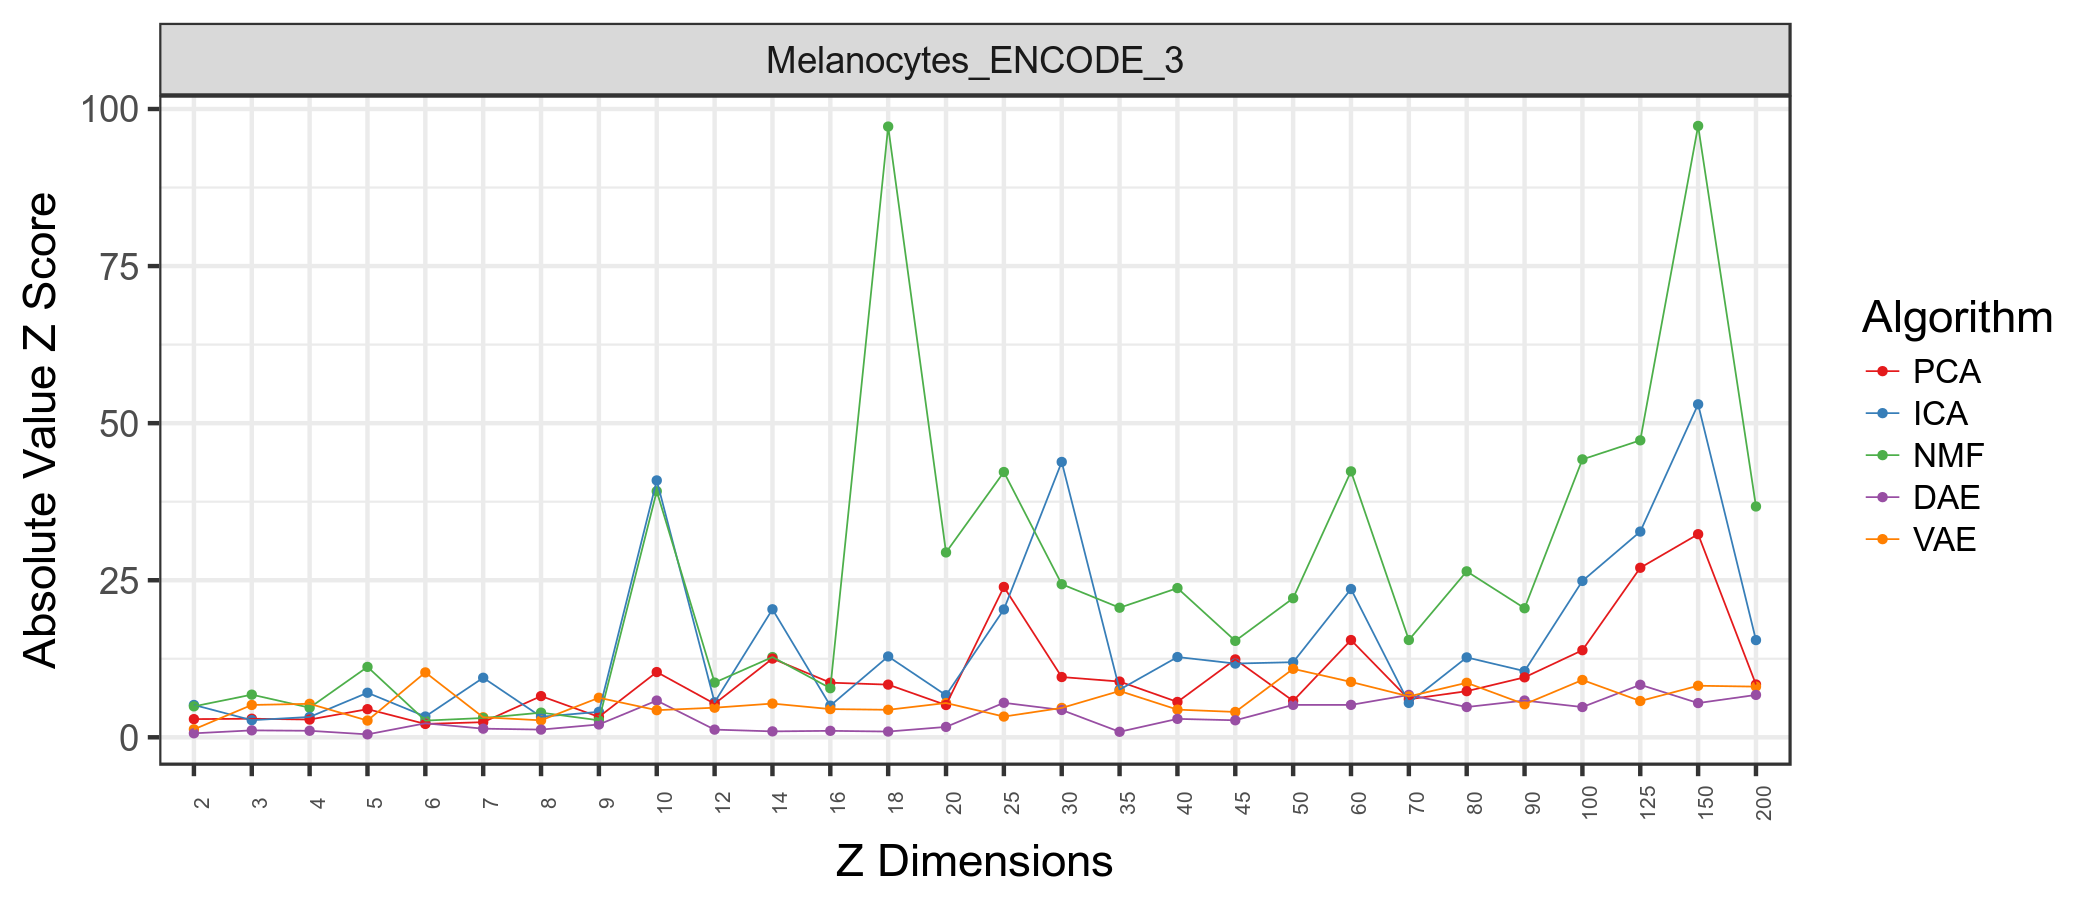 Melanocytes_ENCODE_3
100
75
50
25
0
Absolute Value Z Score
2 3 4 5 6 7 8 9 10 12 14 16 18 20 25 30 35 40 45 50 60 70 80 90 100 125 150 200
Z Dimensions
Algorithm
PCA
ICA
NMF
DAE
VAE